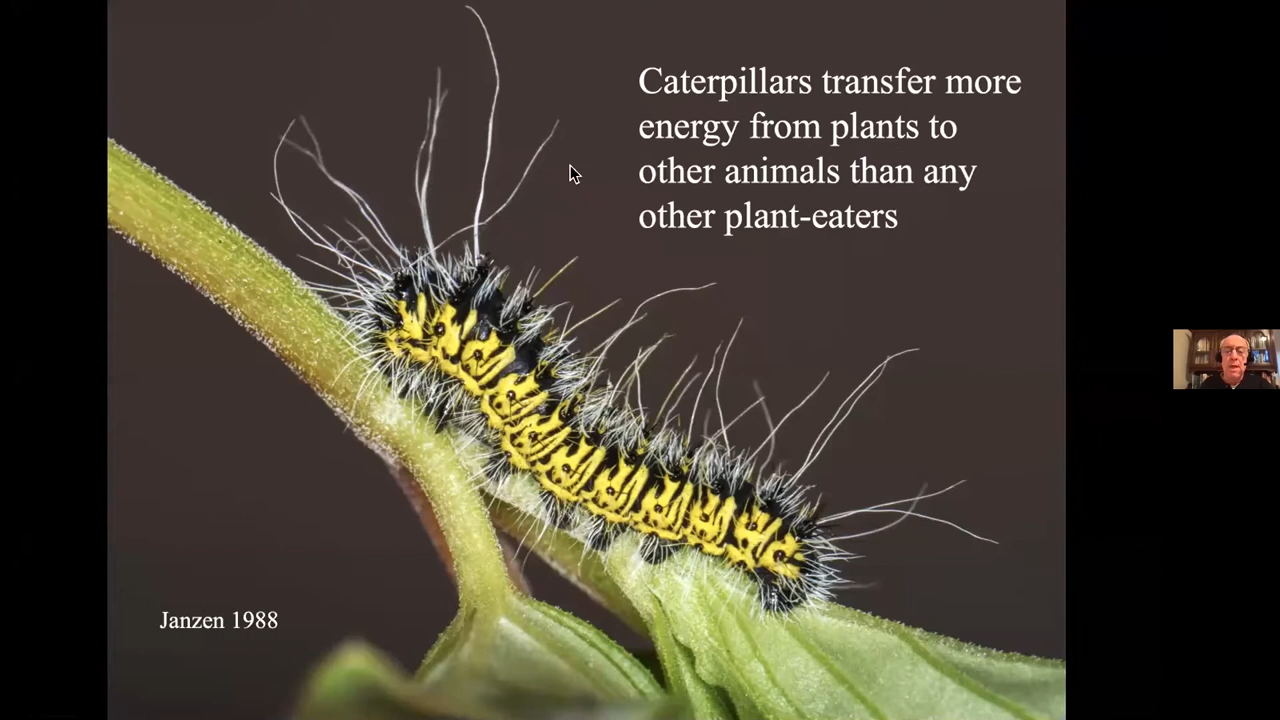 Caterpillars transfer more
energy from plants to
other animals than any
other plant-eaters
Janzen 1988